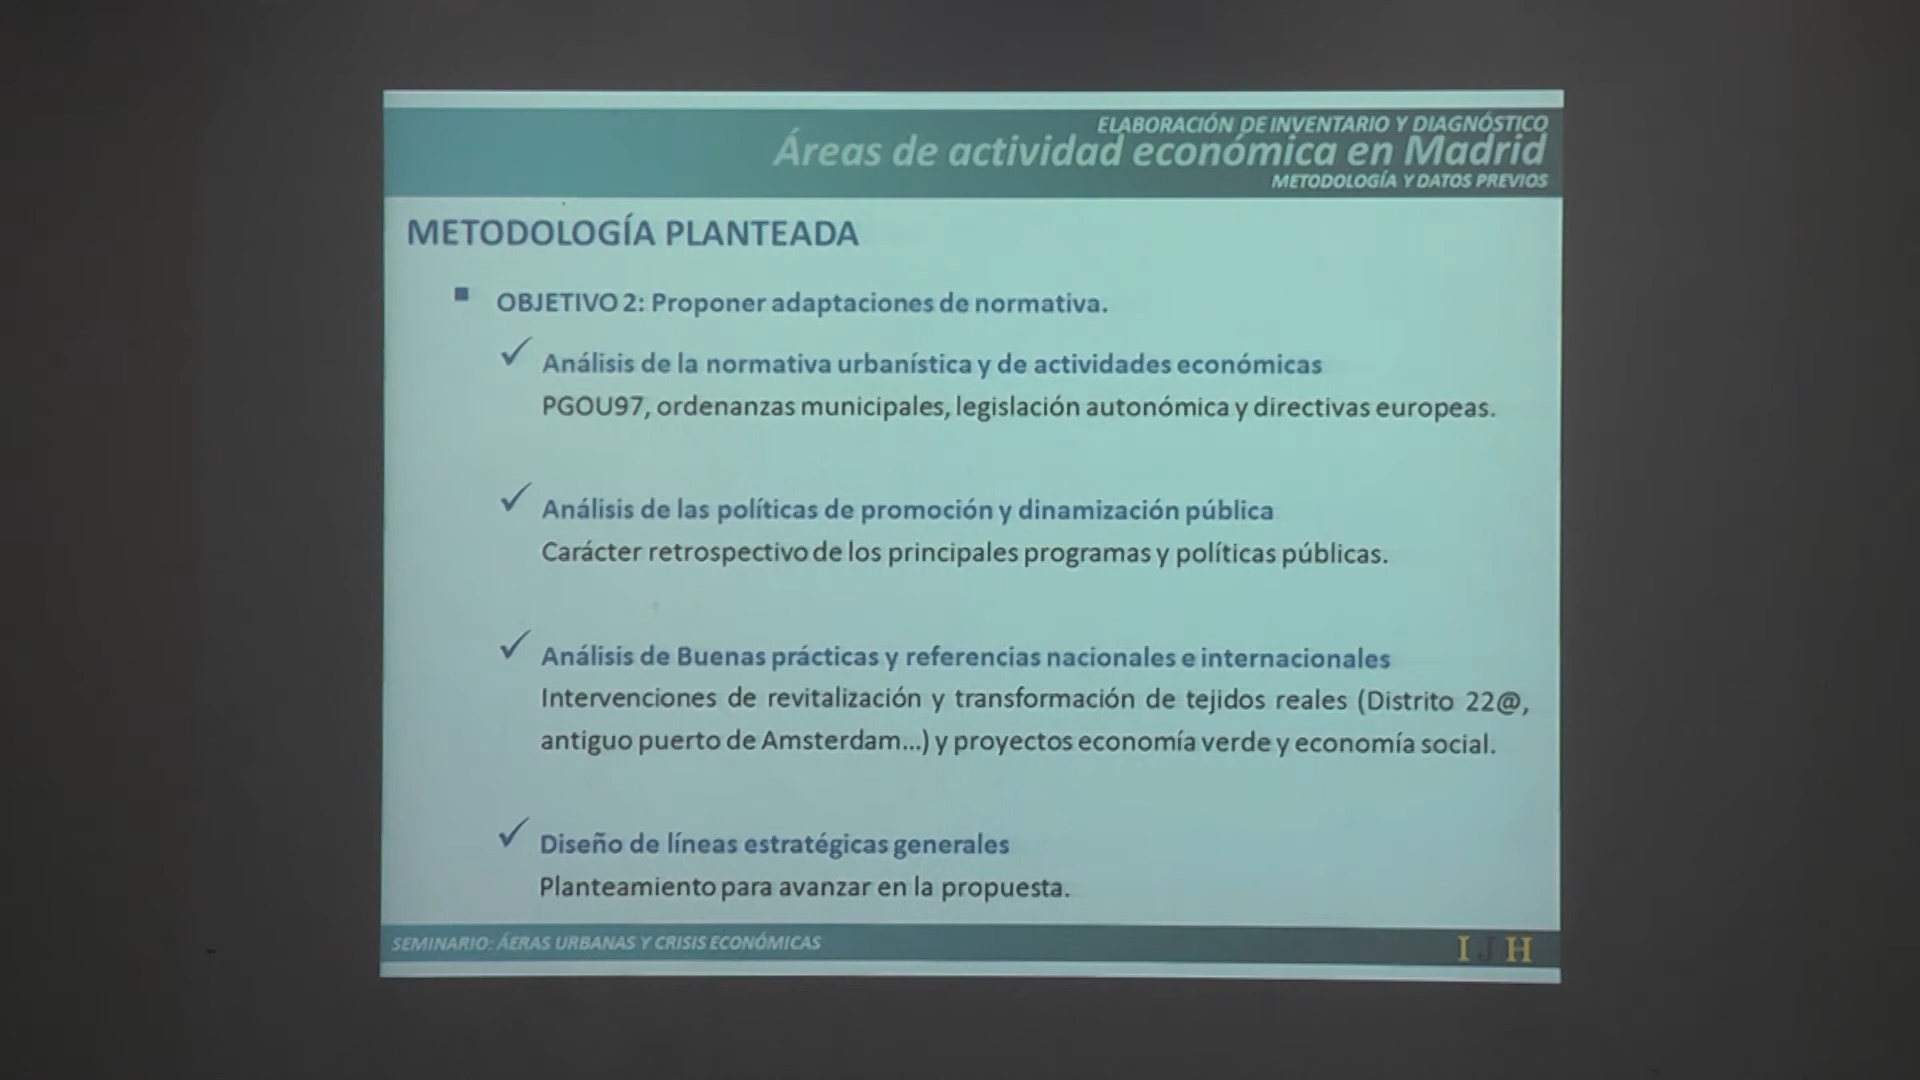 ELABORACIÓN DE INVENTARIO Y DIAGNÓSTICO
Áreas de actividad económica en Madrid
METODOLOGÍA Y DATOS PREVIOS
METODOLOGÍA PLANTEADA
OBJETIVO 2: Proponer adaptaciones de normativa.
Análisis de la normativa urbanística y de actividades económicas
PGOU97, ordenanzas municipales, legislación autonómica y directivas europeas.
Análisis de las políticas de promoción y dinamización pública
Carácter retrospectivo de los principales programas y políticas públicas.
Análisis de Buenas prácticas y referencias nacionales e internacionales
Intervenciones de revitalización y transformación de tejidos reales (Distrito 22@,
antiguo puerto de Amsterdam...) y proyectos economía verde y economía social.
Diseño de líneas estratégicas generales
Planteamiento para avanzar en la propuesta.
SEMINARIO: ÁERAS URBANAS Y CRISIS ECONÓMICAS
I J H